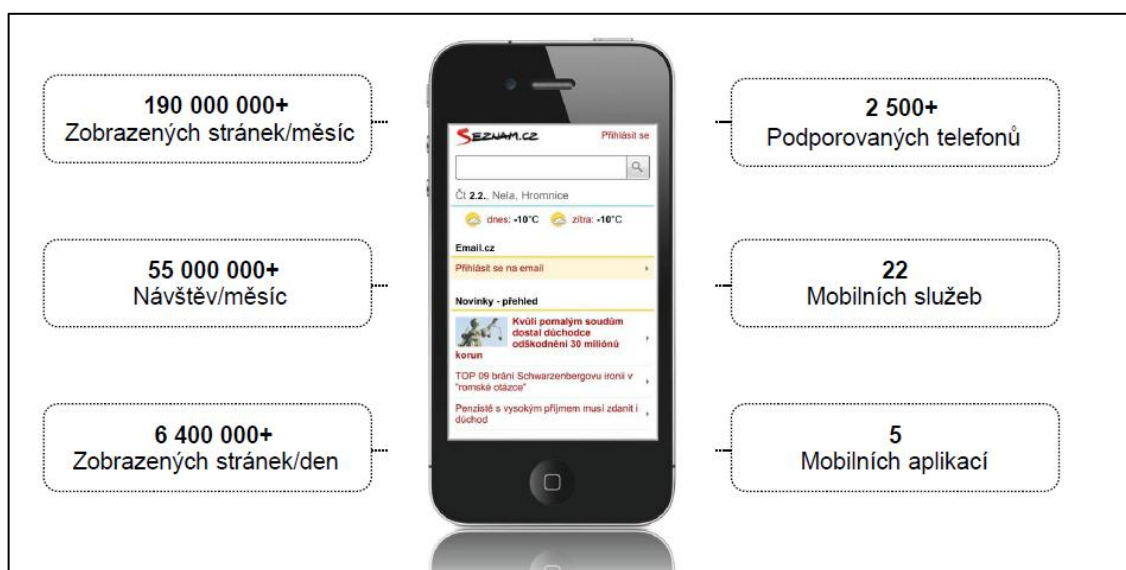 190 000 000+
Zobrazených stránek/měsíc
55 000 000+
Návštěv/měsíc
6 400 000+
Zobrazených stránek/den
SEZNAM.CZ Přihlásit se
Čt 2.2., Nela, Hromnice
dnes: -10°C zítra: -10°C
Email.cz
Přihlásit se na email
Novinky - přehled
Kvůli pomalým soudům
dostal důchodce
odškodnění 30 miliónů
korun
TOP 09 brání Schwarzenbergovu ironii v
"romské otázce"
Penzisté s vysokým příjmem musí zdanit i
důchod
2 500+
Podporovaných telefonů
22
Mobilních služeb
5
Mobilních aplikací